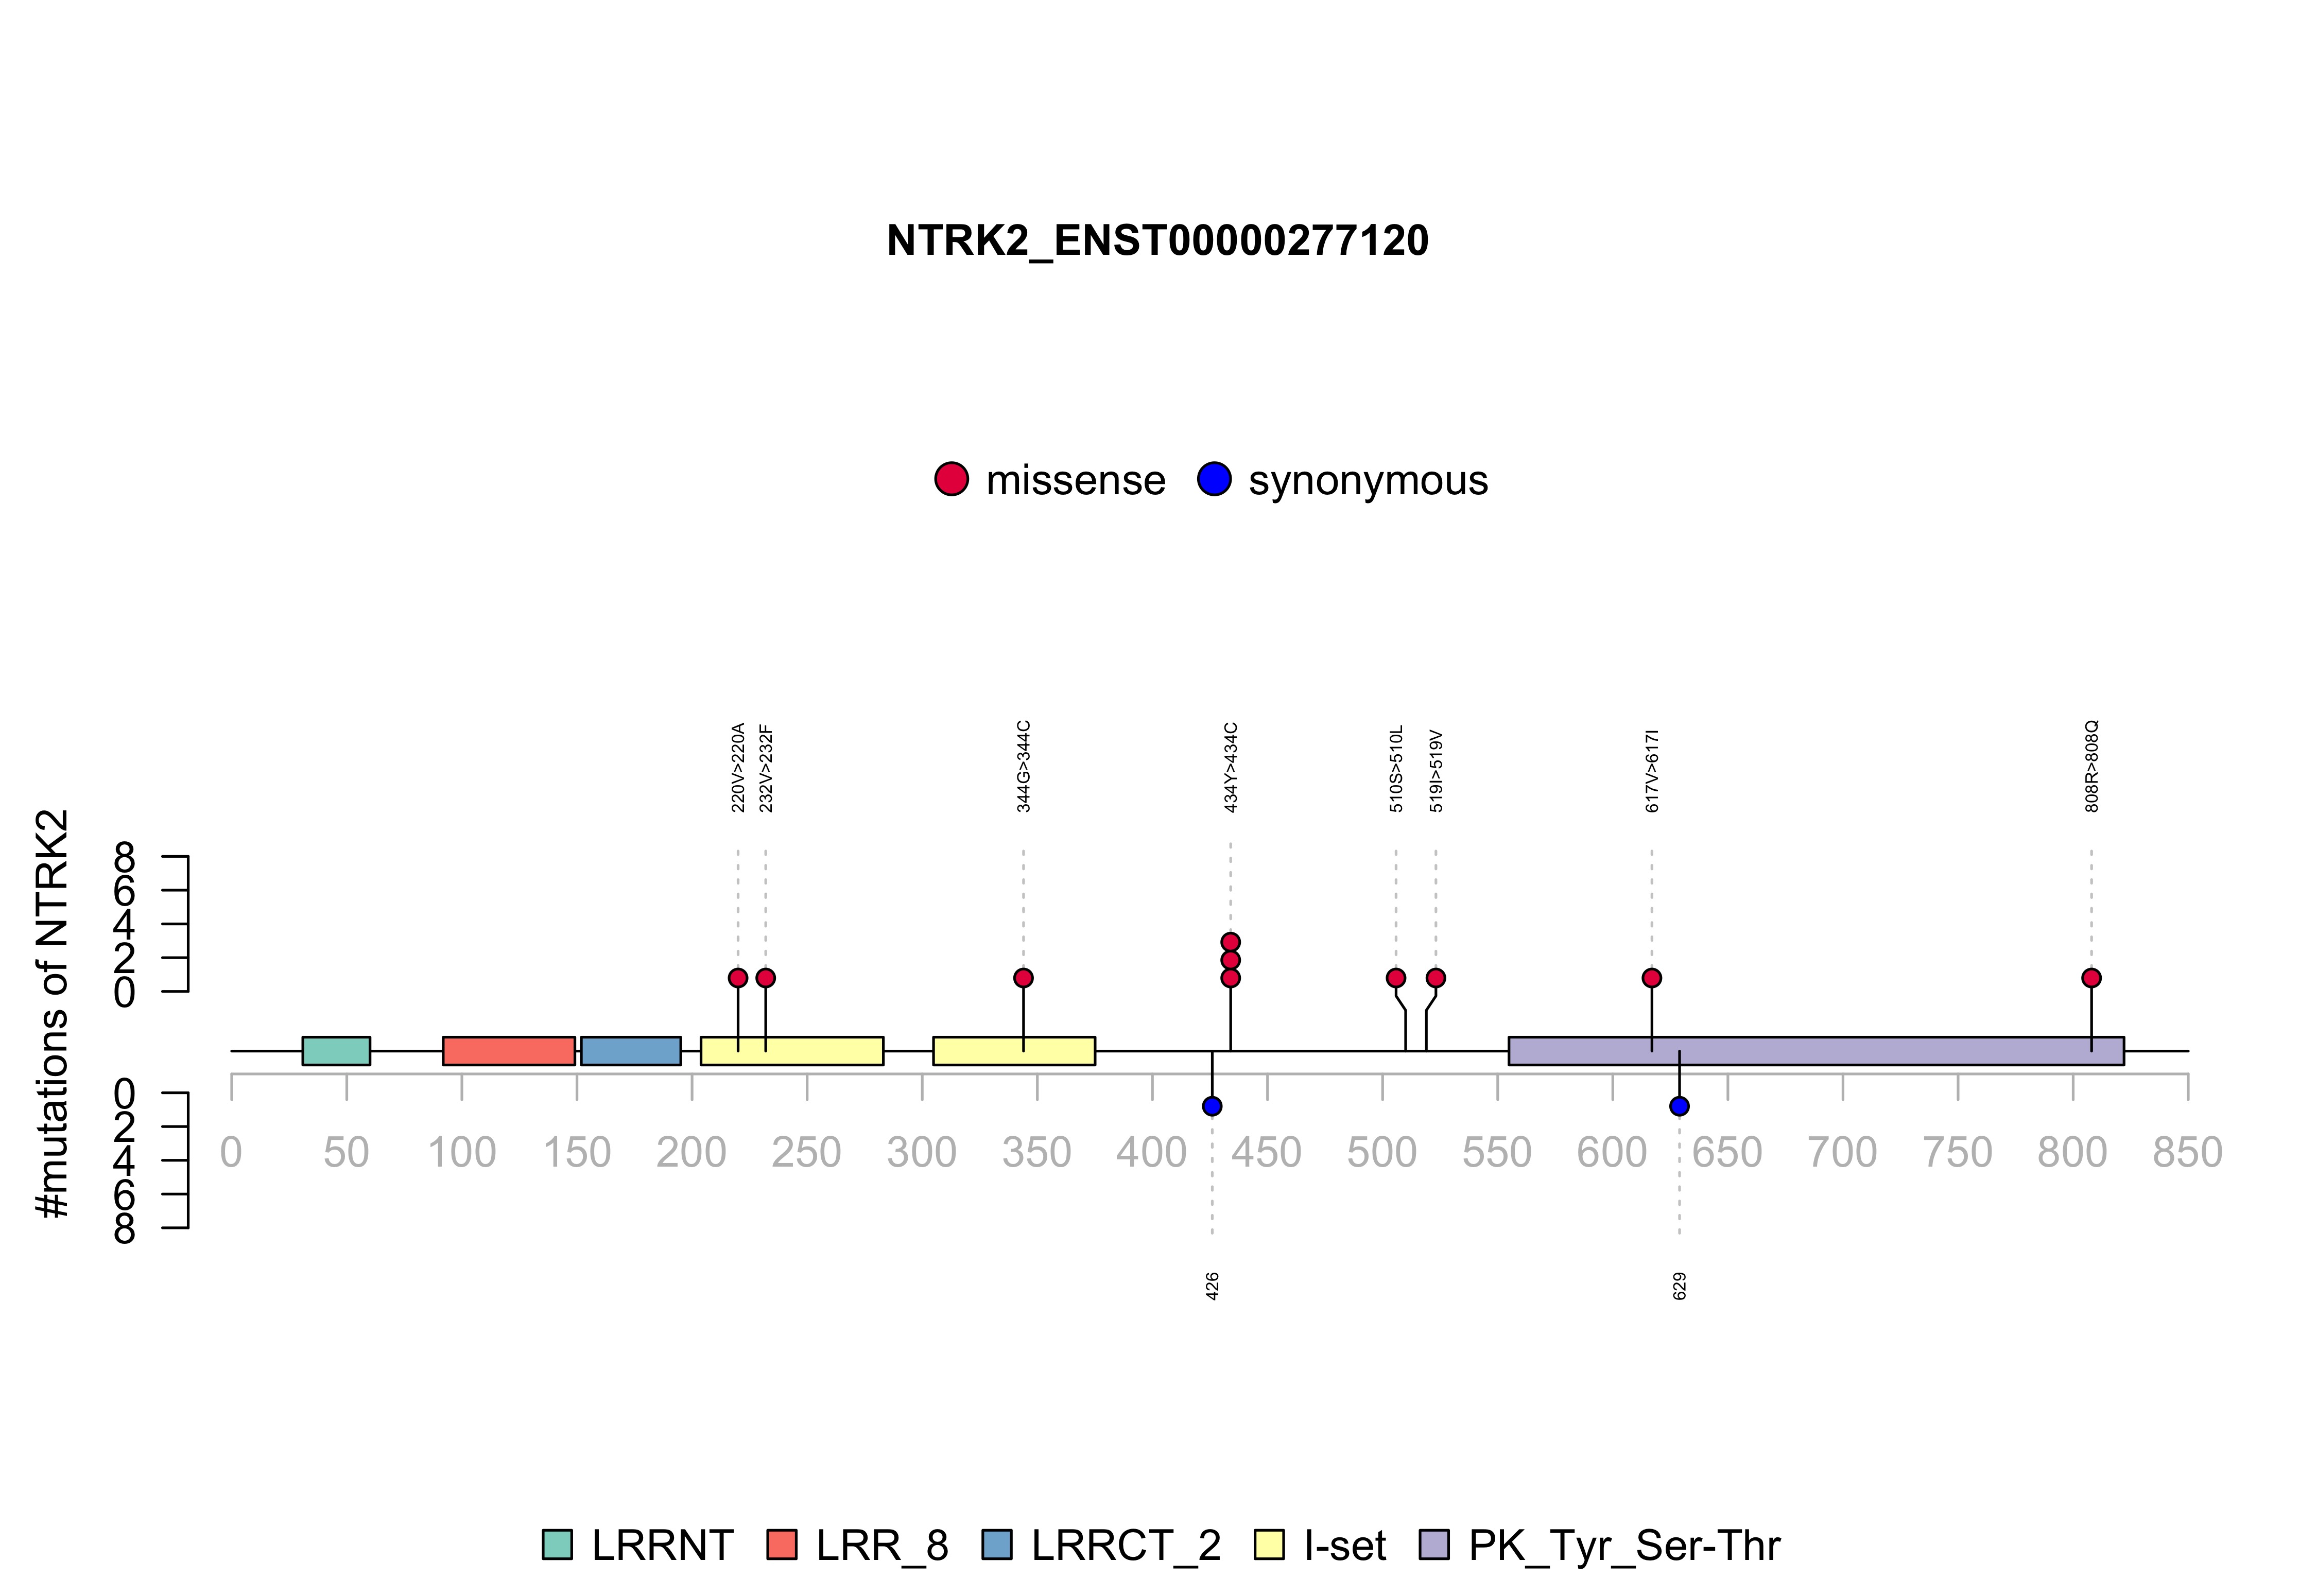 NTRK2_ENST00000277120
missense synonymous
220V>220A 232V>232F 344G>344C 434Y>434C 510S>510L 519I>519V 617V>617I 808R>808Q
#mutations of NTRK2
8
6
4
2
0
0
2
4
6
8
0 50 100 150 200 250 300 350 400 450 500 550 600 650 700 750 800 850
426 629
LRRNT LRR_8 LRRCT_2 I-set PK_Tyr_Ser-Thr